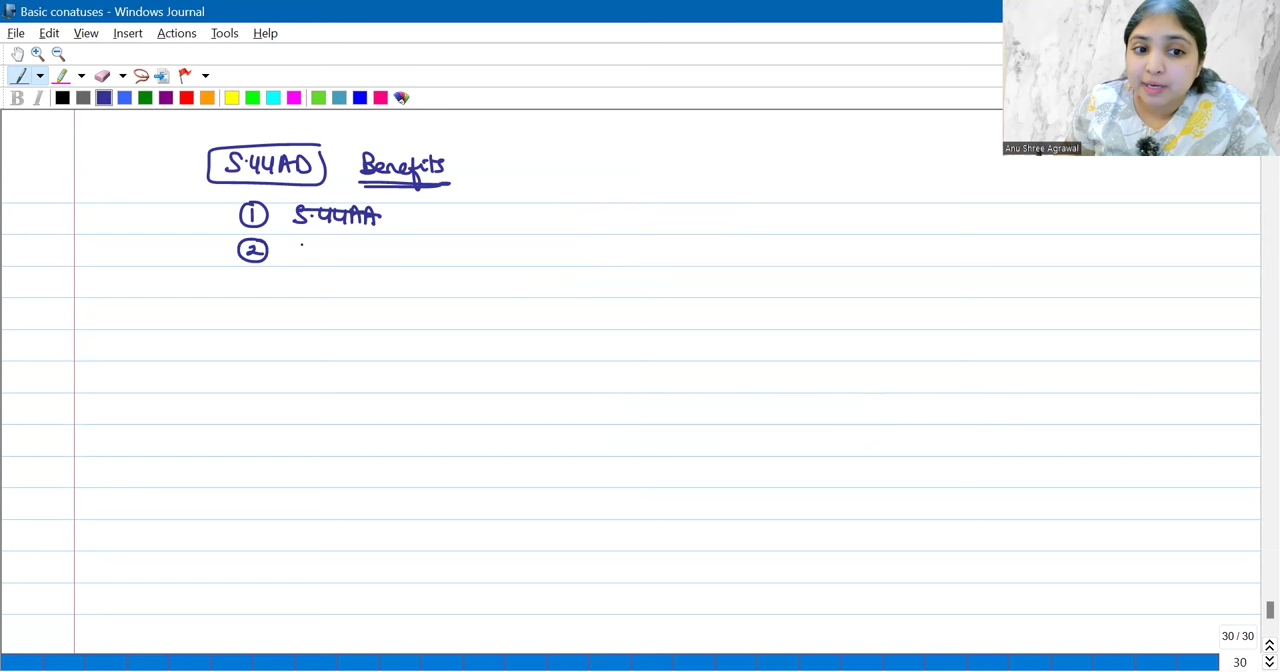 Basic conatuses - Windows Journal
File Edit View Insert Actions Tools Help
B I
Anu Shree Agrawal
S.44AD Benefits
1 S.44AA
2
30 / 30
30